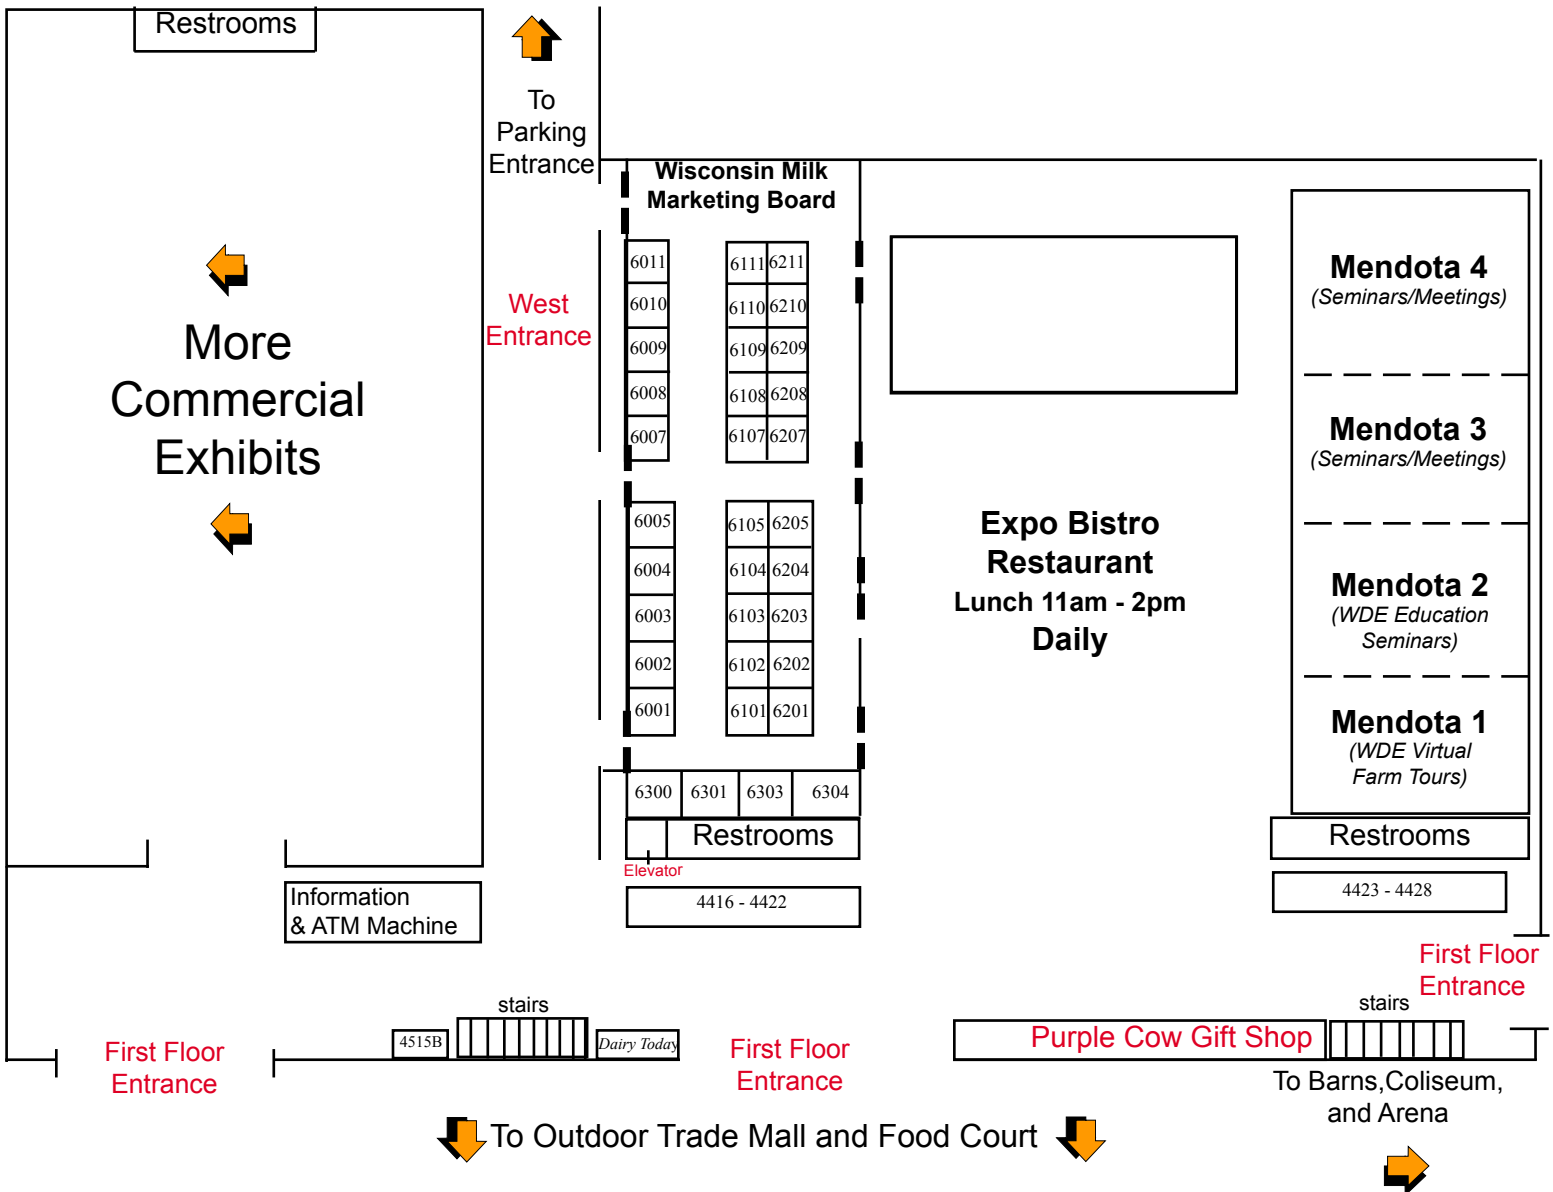 Restrooms
To
Parking
Entrance
Wisconsin Milk
Marketing Board
West
Entrance
More
Commercial
Exhibits
6011
6111 6211
6010
6110 6210
6009
6109 6209
6008
6108 6208
6007
6107 6207
6005
6105 6205
6004
6104 6204
6003
6103 6203
6002
6102 6202
6001
6101 6201
6300 6301 6303 6304
Restrooms
Elevator
4416 - 4422
Expo Bistro
Restaurant
Lunch 11am - 2pm
Daily
Mendota 4
(Seminars/Meetings)
Mendota 3
(Seminars/Meetings)
Mendota 2
(WDE Education
Seminars)
Mendota 1
(WDE Virtual
Farm Tours)
Restrooms
4423 - 4428
Information
& ATM Machine
First Floor
Entrance
stairs
4515B
Dairy Today
First Floor
Entrance
First Floor
Entrance
Purple Cow Gift Shop
stairs
To Barns,Coliseum,
and Arena
To Outdoor Trade Mall and Food Court